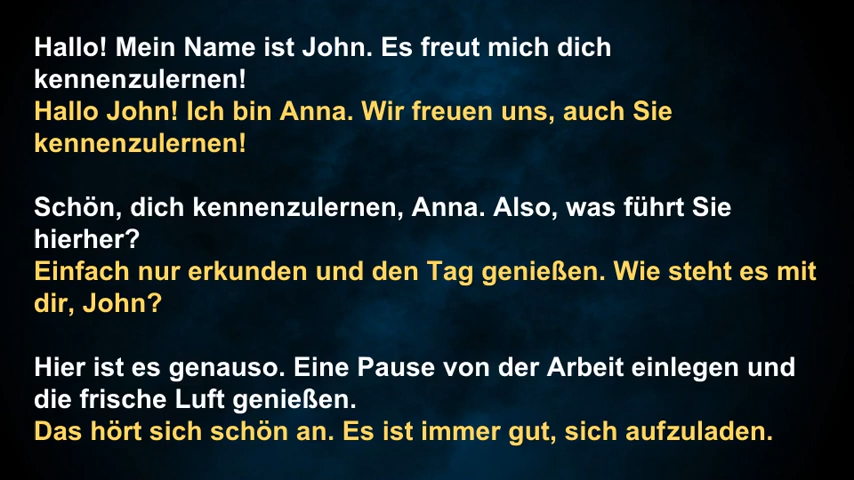 Hallo! Mein Name ist John. Es freut mich dich
kennenzulernen!
Hallo John! Ich bin Anna. Wir freuen uns, auch Sie
kennenzulernen!
Schön, dich kennenzulernen, Anna. Also, was führt Sie
hierher?
Einfach nur erkunden und den Tag genießen. Wie steht es mit
dir, John?
Hier ist es genauso. Eine Pause von der Arbeit einlegen und
die frische Luft genießen.
Das hört sich schön an. Es ist immer gut, sich aufzuladen.